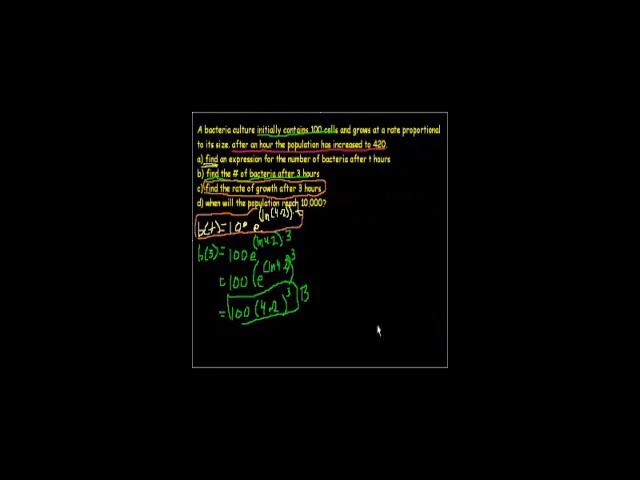 A bacteria culture initially contains 100 cells and grows at a rate proportional
to its size. after an hour the population has increased to 420.
a) find an expression for the number of bacteria after t hours
b) find the # of bacteria after 3 hours
c) find the rate of growth after 3 hours
d) when will the population reach 10,000?
b(t) = 100 e^(ln(4.2))t
b(3) = 100 e^(ln 4.2) 3
= 100 (e^(ln 4.2))^3
= 100 (4.2)^3 B